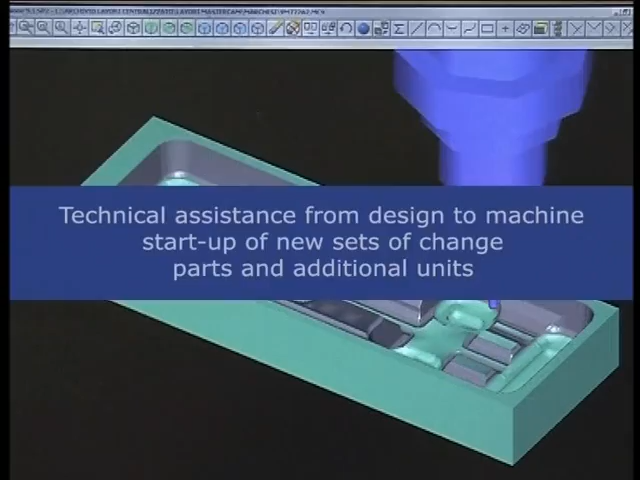 Technical assistance from design to machine
start-up of new sets of change
parts and additional units